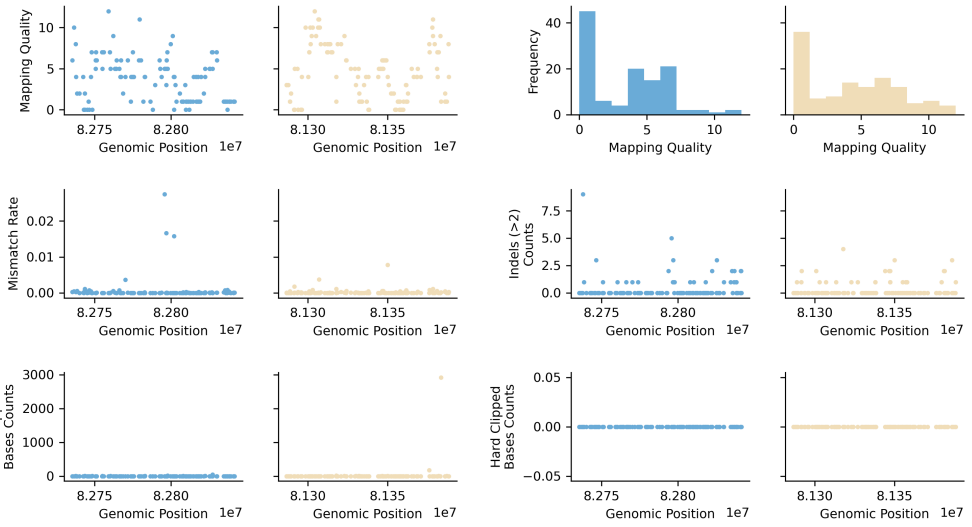 Mapping Quality
10
5
0
8.275 8.280
Genomic Position 1e7
8.130 8.135
Genomic Position 1e7
Frequency
40
20
0
0 5 10
Mapping Quality
0 5 10
Mapping Quality
Mismatch Rate
0.02
0.01
0.00
8.275 8.280
Genomic Position 1e7
8.130 8.135
Genomic Position 1e7
Indels (>2)
Counts
7.5
5.0
2.5
0.0
8.275 8.280
Genomic Position 1e7
8.130 8.135
Genomic Position 1e7
Bases Counts
3000
2000
1000
0
8.275 8.280
Genomic Position 1e7
8.130 8.135
Genomic Position 1e7
Hard Clipped
Bases Counts
0.05
0.00
−0.05
8.275 8.280
Genomic Position 1e7
8.130 8.135
Genomic Position 1e7